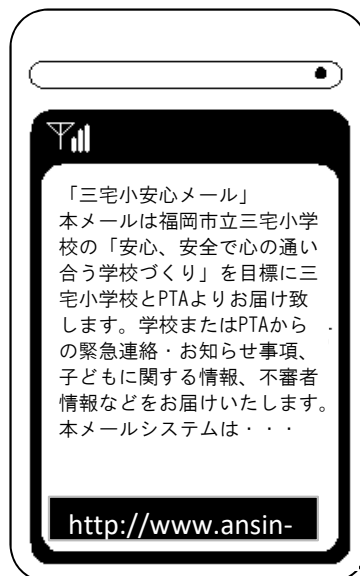 「三宅小安心メール」
本メールは福岡市立三宅小学
校の「安心、安全で心の通い
合う学校づくり」を目標に三
宅小学校とPTAよりお届け致
します。学校またはPTAから
の緊急連絡・お知らせ事項、
子どもに関する情報、不審者
情報などをお届けいたします。
本メールシステムは・・・
http://www.ansin-